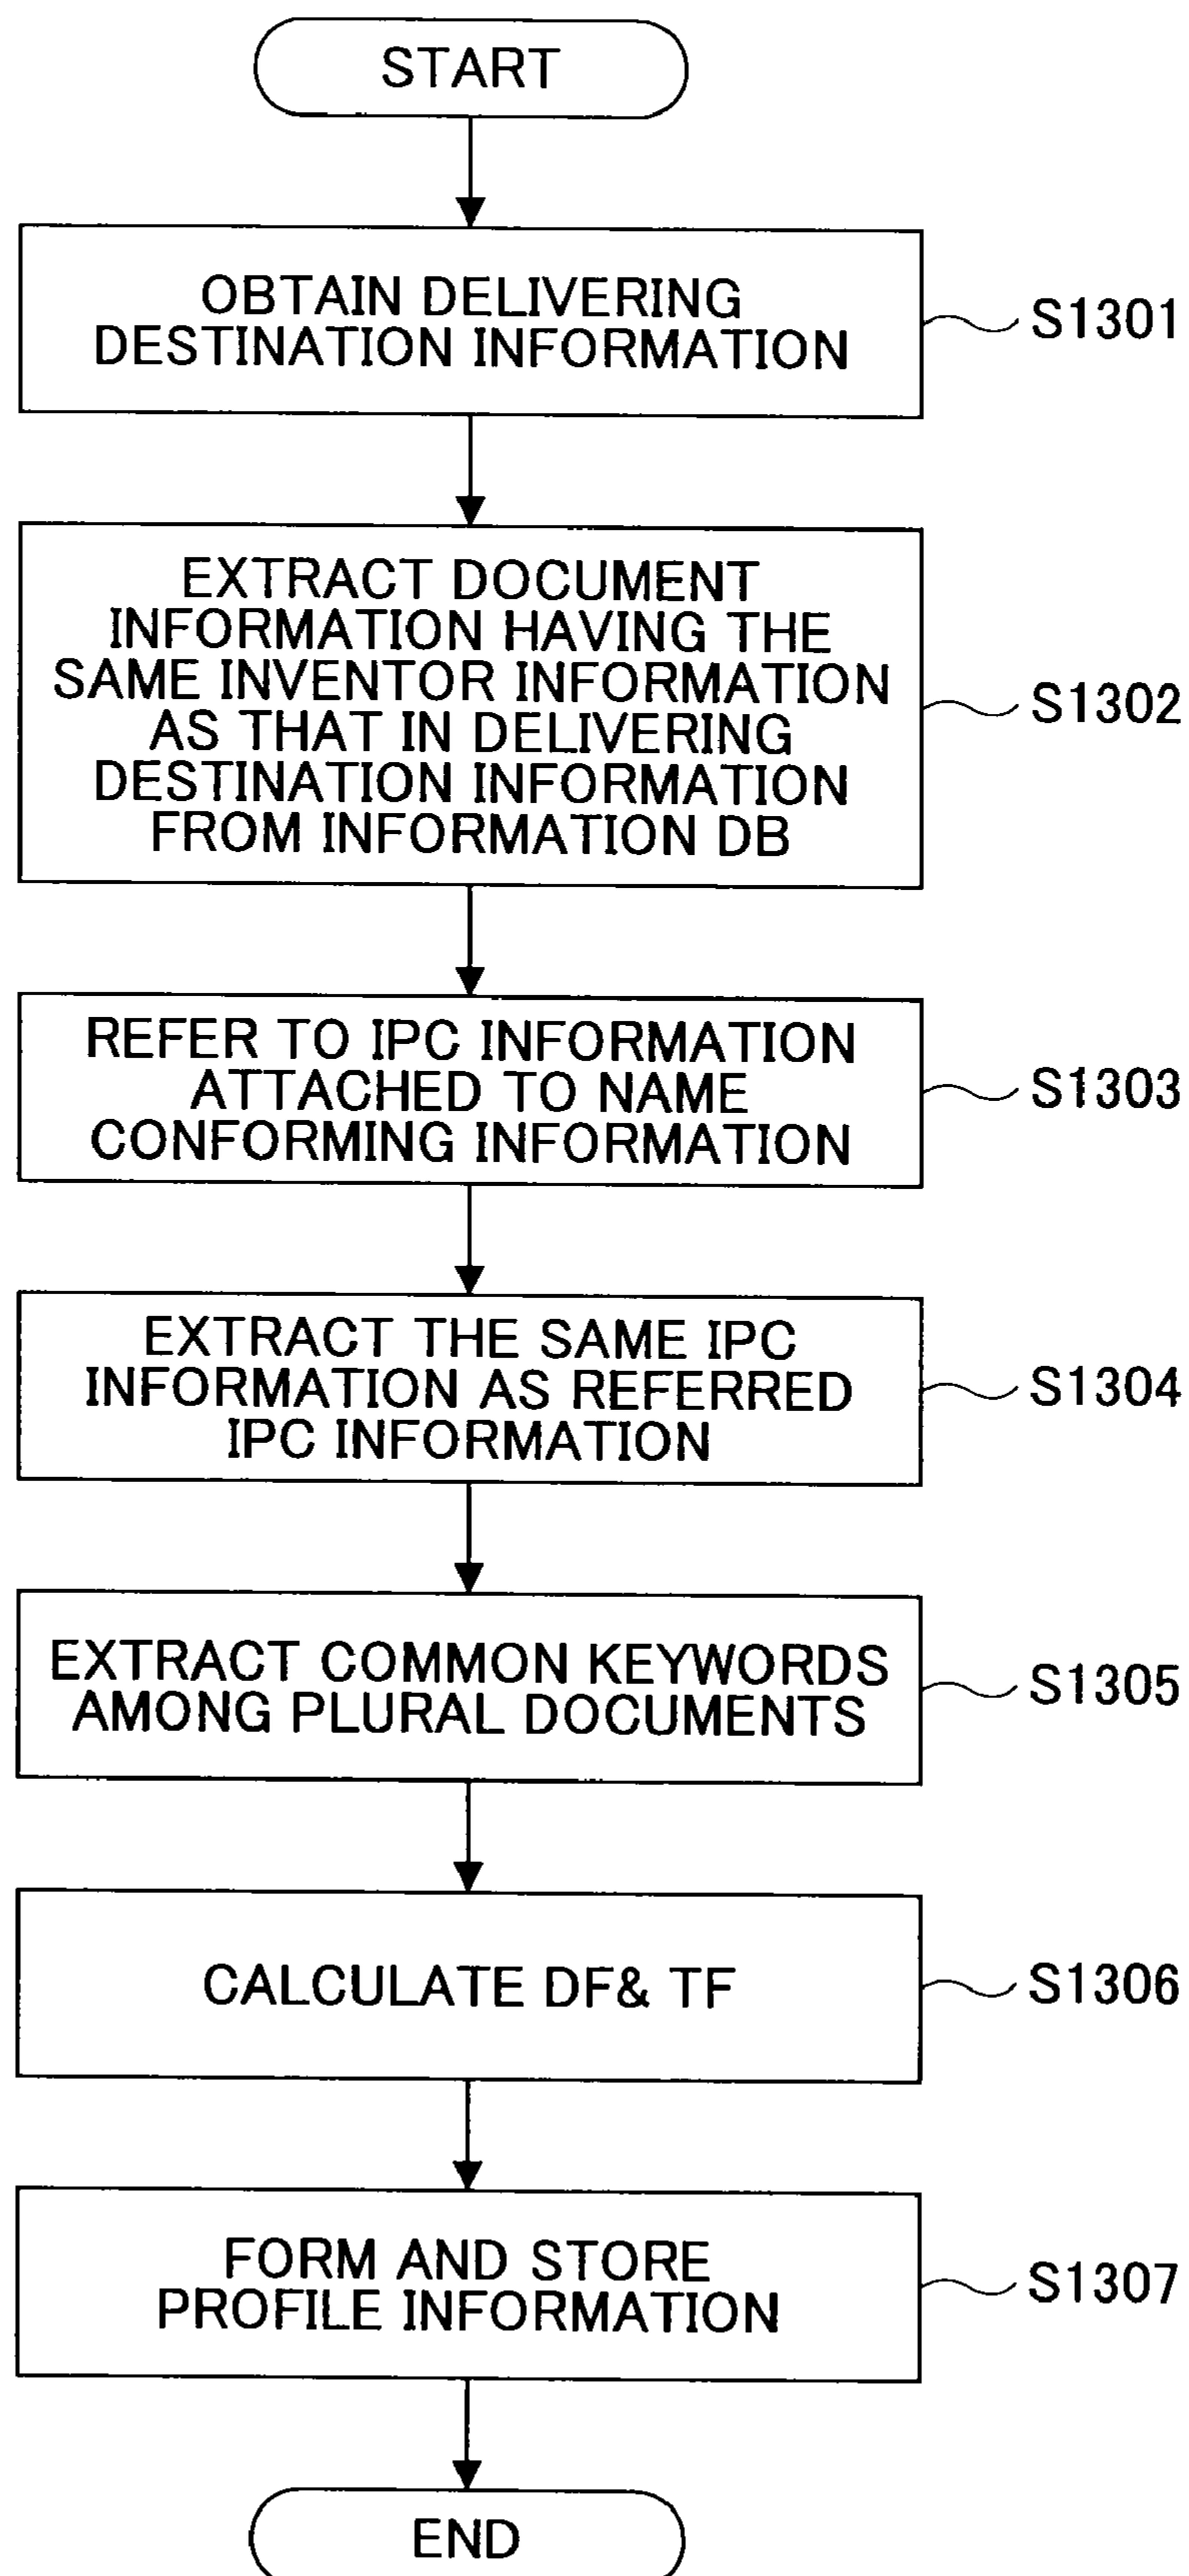 START
OBTAIN DELIVERING
DESTINATION INFORMATION
S1301
EXTRACT DOCUMENT
INFORMATION HAVING THE
SAME INVENTOR INFORMATION
AS THAT IN DELIVERING
DESTINATION INFORMATION
FROM INFORMATION DB
S1302
REFER TO IPC INFORMATION
ATTACHED TO NAME
CONFORMING INFORMATION
S1303
EXTRACT THE SAME IPC
INFORMATION AS REFERRED
IPC INFORMATION
S1304
EXTRACT COMMON KEYWORDS
AMONG PLURAL DOCUMENTS
S1305
CALCULATE DF& TF
S1306
FORM AND STORE
PROFILE INFORMATION
S1307
END